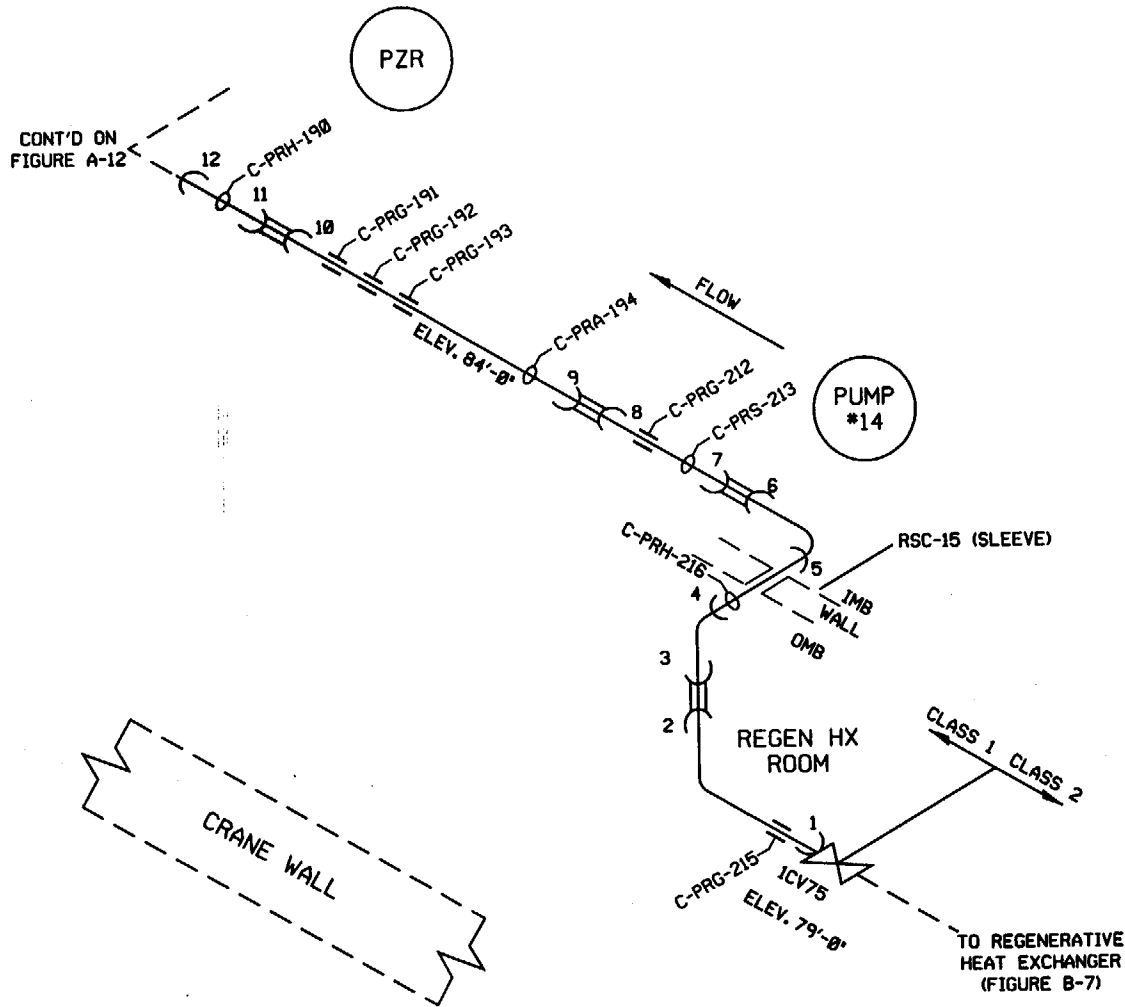 PZR
CONT'D ON
FIGURE A-12
12
C-PRH-190
11
10
C-PRG-191
C-PRG-192
C-PRG-193
FLOW
ELEV. 84'-0"
C-PRA-194
9
8
C-PRG-212
C-PRS-213
PUMP
#14
7
6
C-PRH-216
RSC-15 (SLEEVE)
5
4
IMB
WALL
OMB
3
2
REGEN HX
ROOM
CLASS 1 CLASS 2
CRANE WALL
1
C-PRG-215
1CV75
ELEV. 79'-0"
TO REGENERATIVE
HEAT EXCHANGER
(FIGURE B-7)